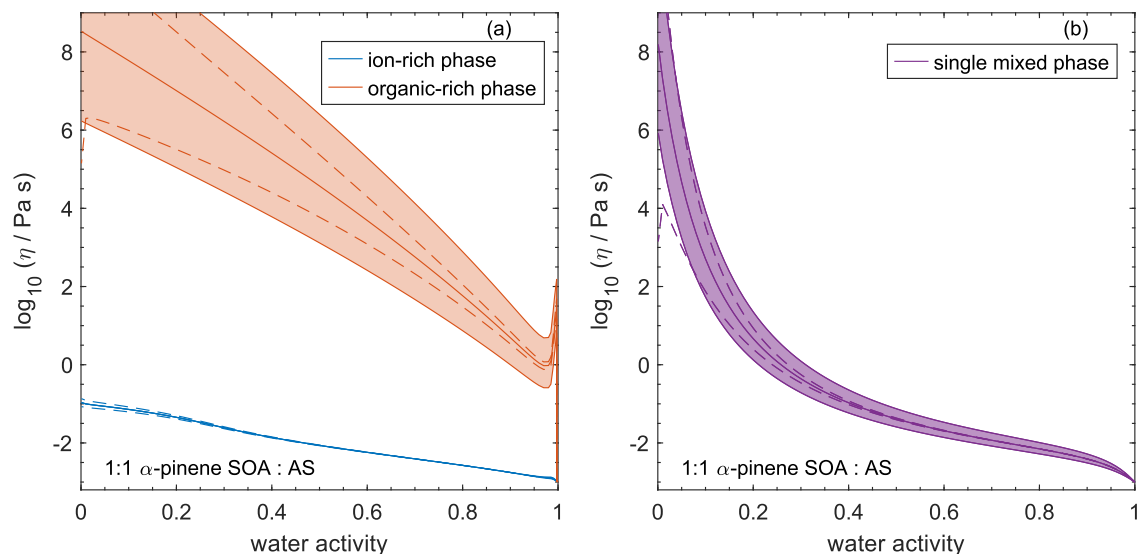 (a)
ion-rich phase
organic-rich phase
8
6
4
2
0
-2
log10 (η / Pa s)
1:1 α-pinene SOA : AS
0 0.2 0.4 0.6 0.8 1
water activity
(b)
single mixed phase
8
6
4
2
0
-2
log10 (η / Pa s)
1:1 α-pinene SOA : AS
0 0.2 0.4 0.6 0.8 1
water activity